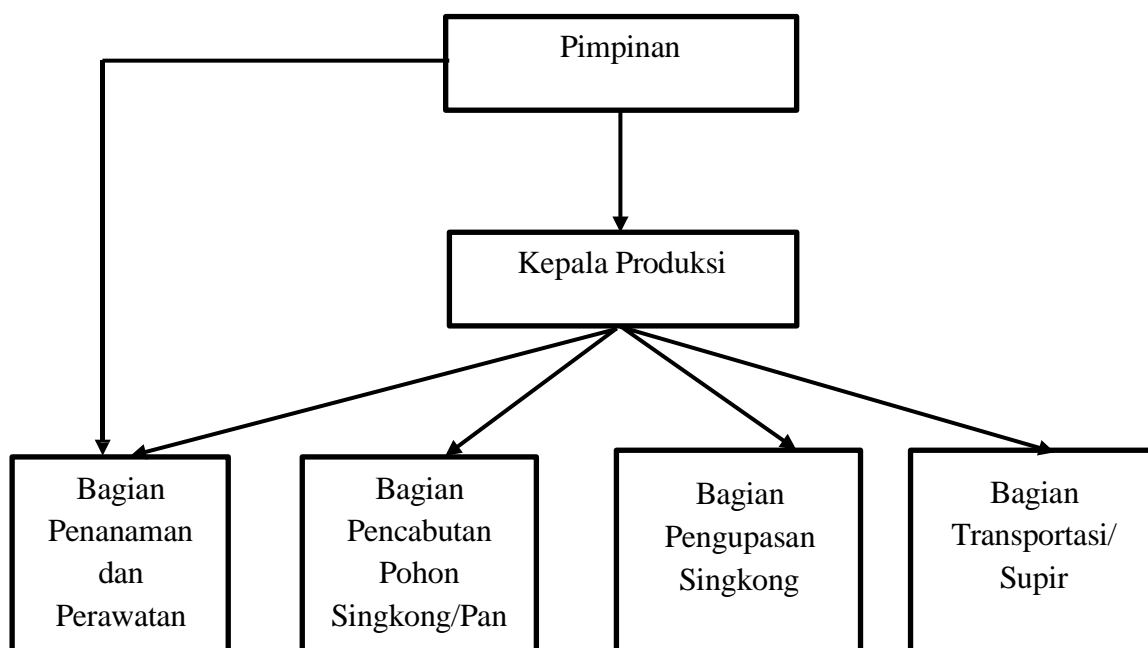 Pimpinan
Kepala Produksi
Bagian
Penanaman
dan
Perawatan
Bagian
Pencabutan
Pohon
Singkong/Pan
Bagian
Pengupasan
Singkong
Bagian
Transportasi/
Supir